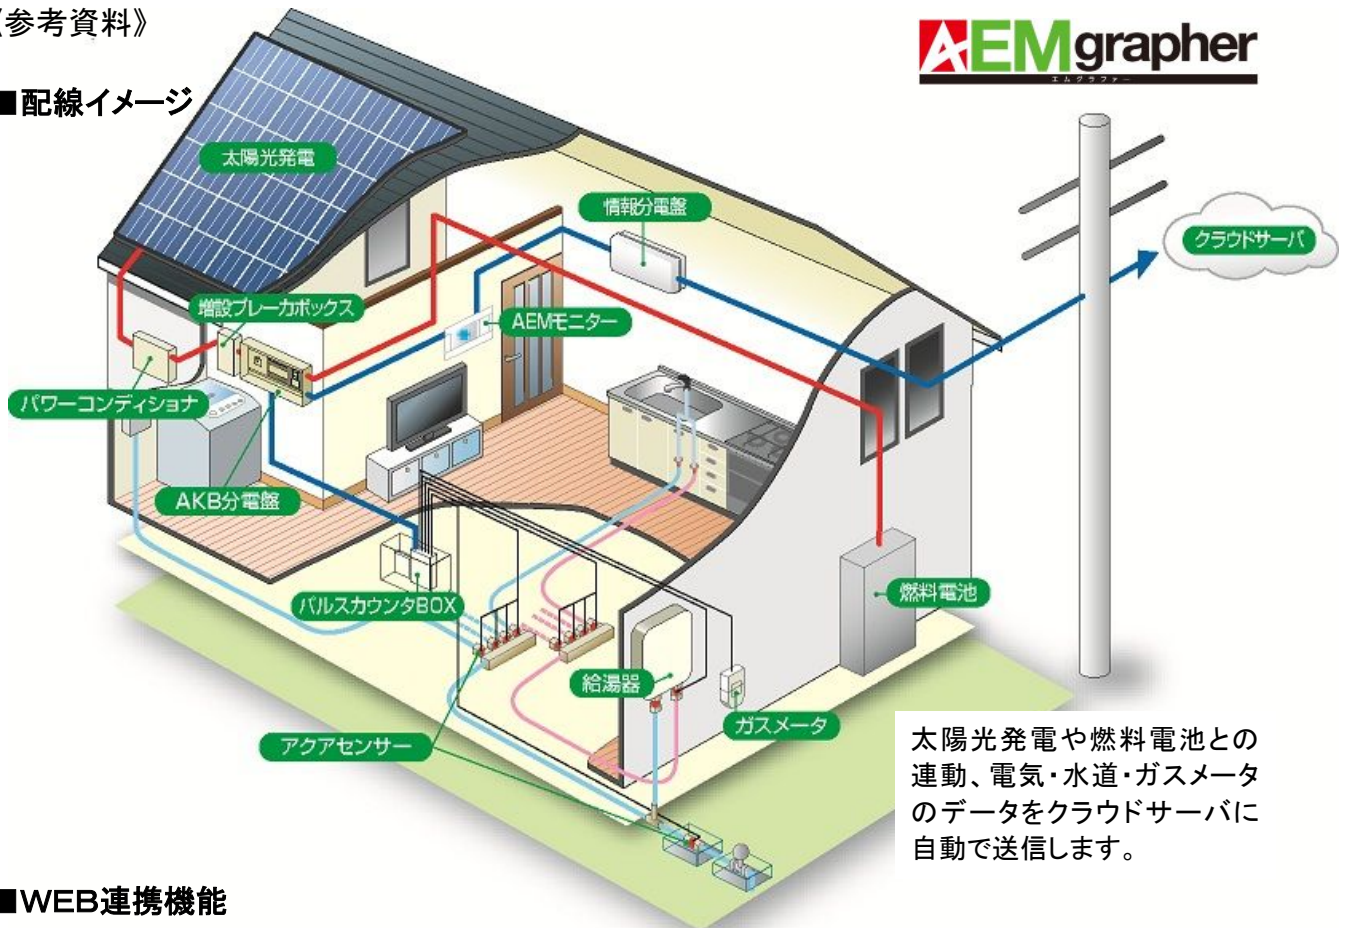 《参考資料》
AEMgrapher
エムグラファー
■配線イメージ
太陽光発電
情報分電盤
クラウドサーバ
増設ブレーカボックス
AEMモニター
パワーコンディショナ
AKB分電盤
パルスカウンタBOX
燃料電池
給湯器
ガスメータ
アクアセンサー
太陽光発電や燃料電池との
連動、電気・水道・ガスメータ
のデータをクラウドサーバに
自動で送信します。
■WEB連携機能